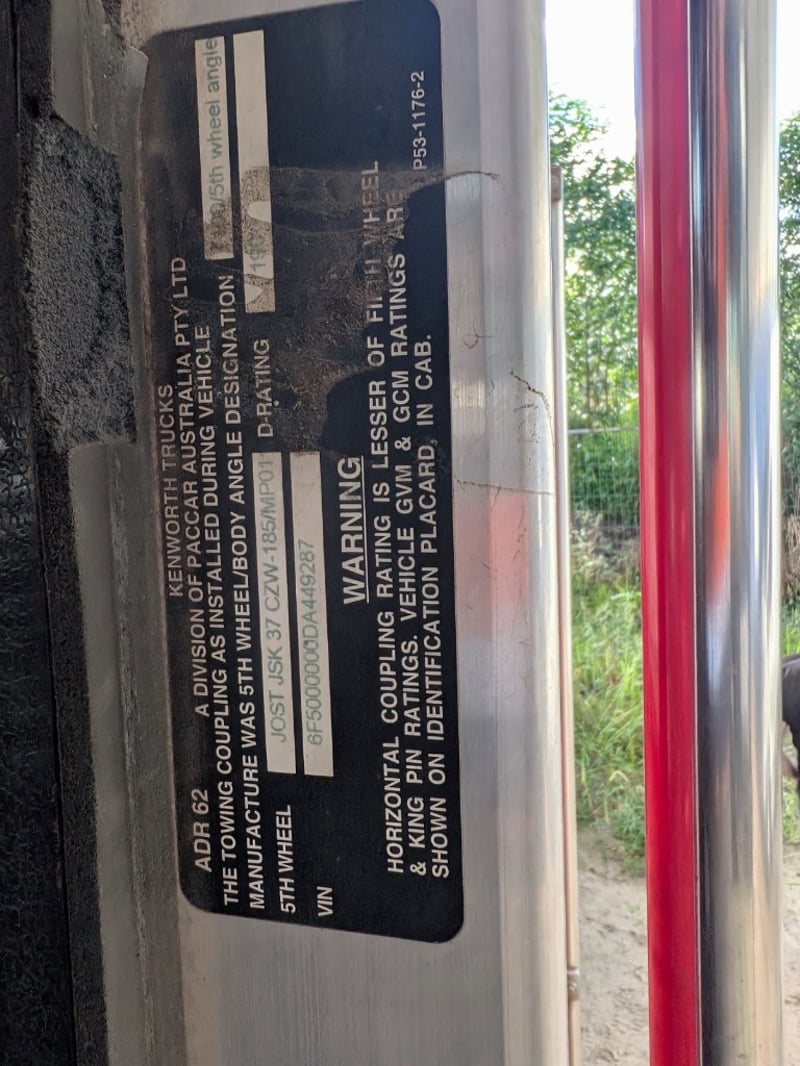 KENWORTH TRUCKS
ADR 62 A DIVISION OF PACCAR AUSTRALIA PTY LTD
THE TOWING COUPLING AS INSTALLED DURING VEHICLE
MANUFACTURE WAS 5TH WHEEL/BODY ANGLE DESIGNATION /5th wheel angle
5TH WHEEL JOST JSK 37 CZW-185/MP01 D-RATING
VIN 6F5000000DA449287
WARNING
HORIZONTAL COUPLING RATING IS LESSER OF FIFTH WHEEL
& KING PIN RATINGS. VEHICLE GVM & GCM RATINGS ARE
SHOWN ON IDENTIFICATION PLACARD, IN CAB.
P53-1176-2